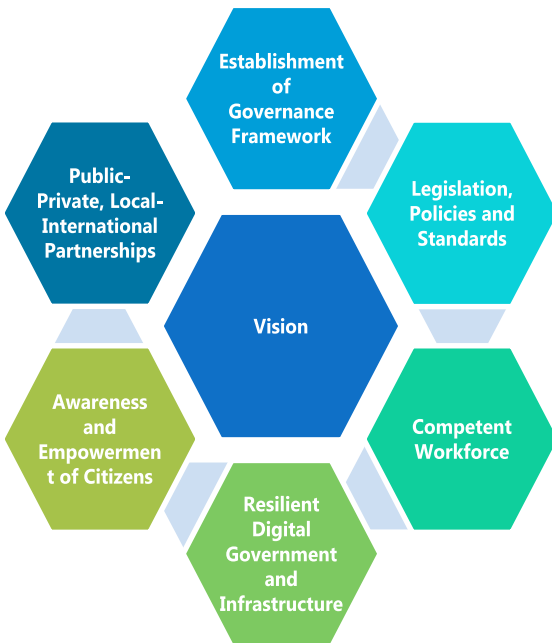 Establishment
of
Governance
Framework
Public-
Private, Local-
International
Partnerships
Legislation,
Policies and
Standards
Vision
Awareness
and
Empowermen
t of Citizens
Competent
Workforce
Resilient
Digital
Government
and
Infrastructure